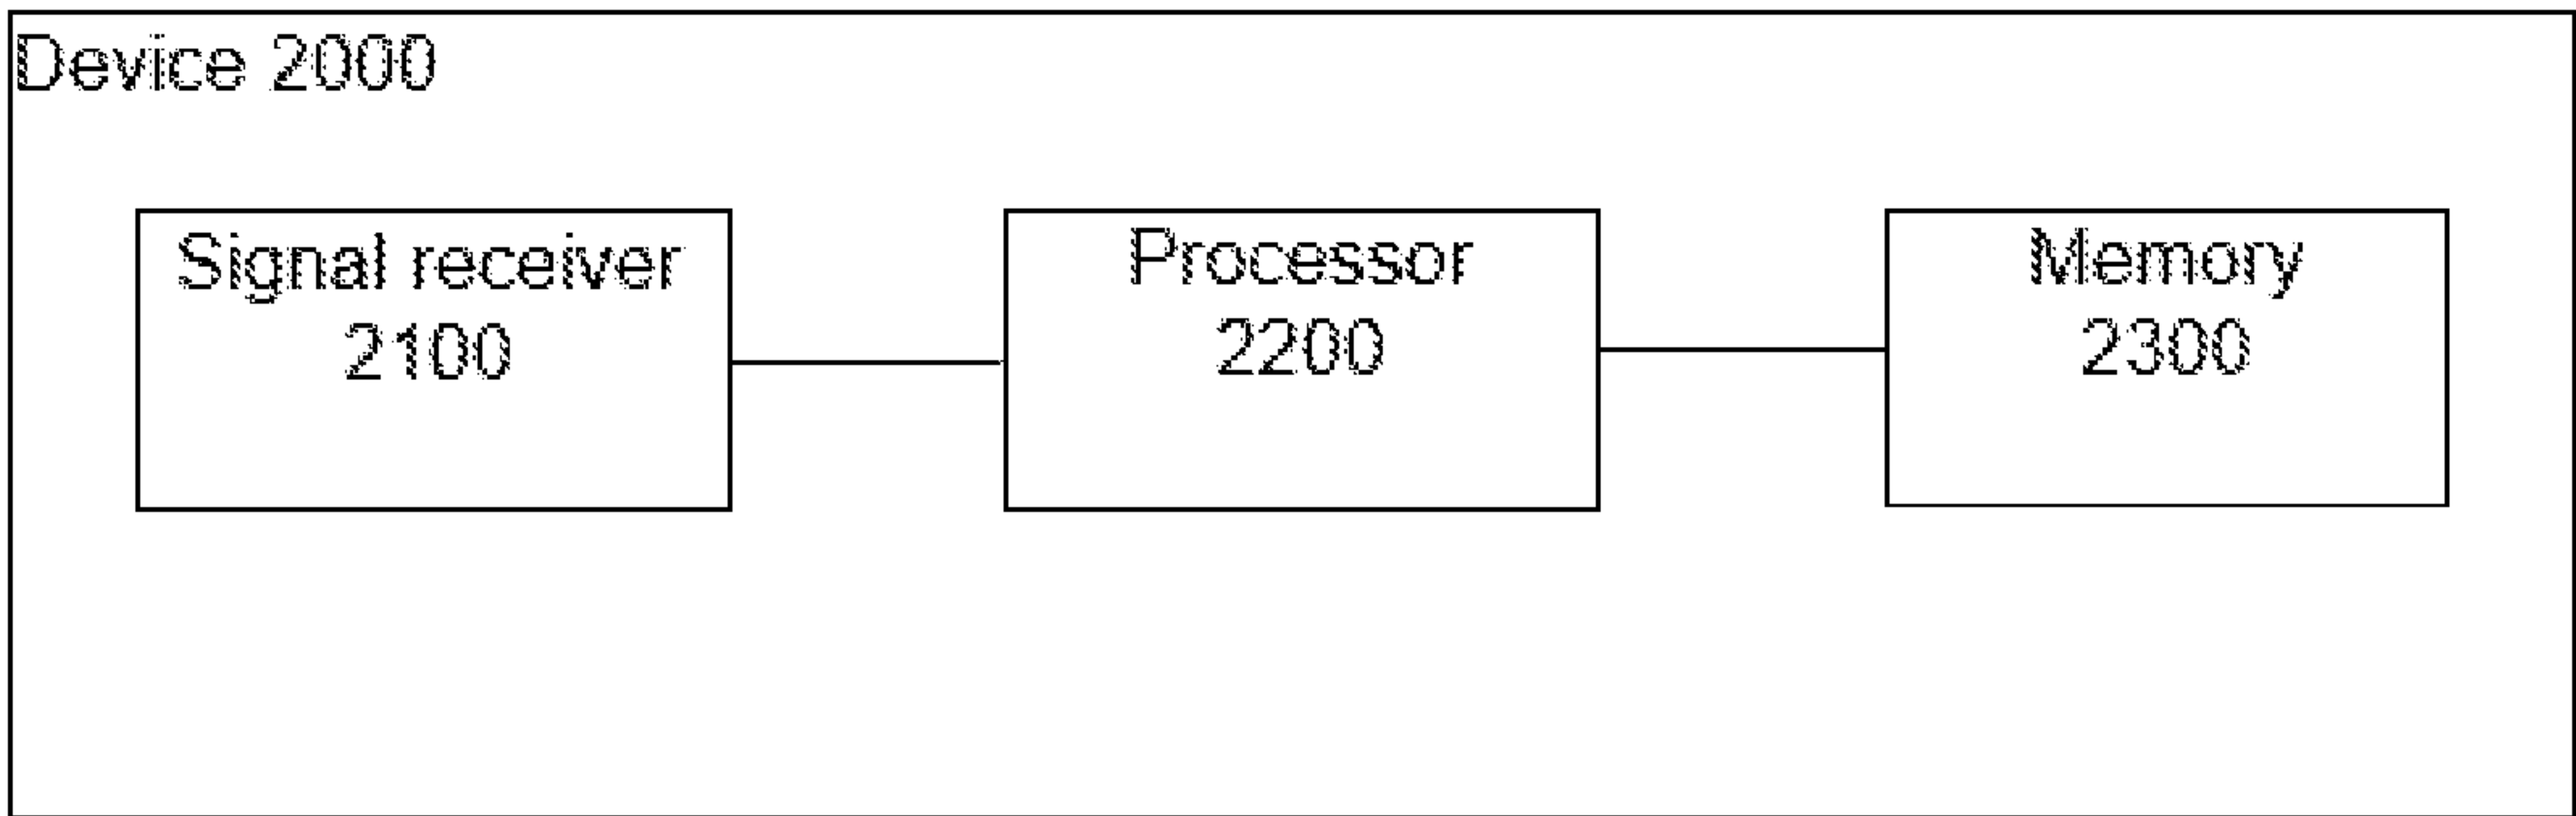 Device 2000
Signal receiver
2100
Processor
2200
Memory
2300